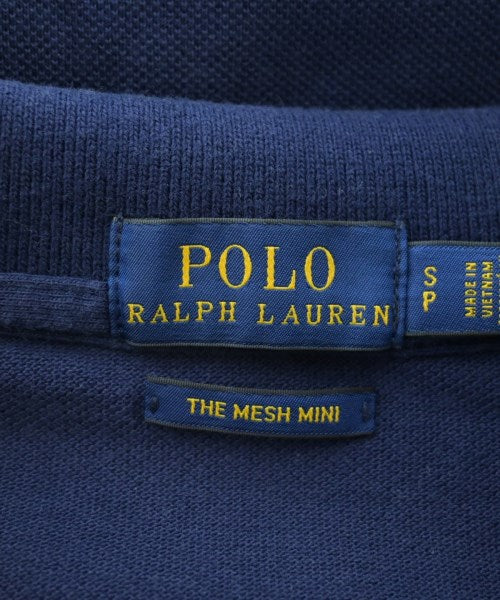 POLO
RALPH LAUREN
S
P
MADE IN
VIETNAM
THE MESH MINI